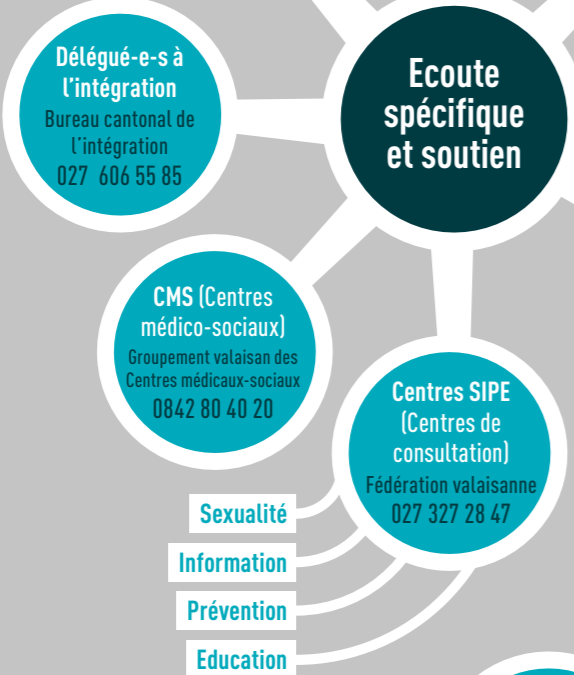 Délégué-e-s à
l'intégration
Bureau cantonal de
l'intégration
027 606 55 85
Ecoute
spécifique
et soutien
CMS (Centres
médico-sociaux)
Groupement valaisan des
Centres médicaux-sociaux
0842 80 40 20
Centres SIPE
(Centres de
consultation)
Fédération valaisanne
027 327 28 47
Sexualité
Information
Prévention
Education